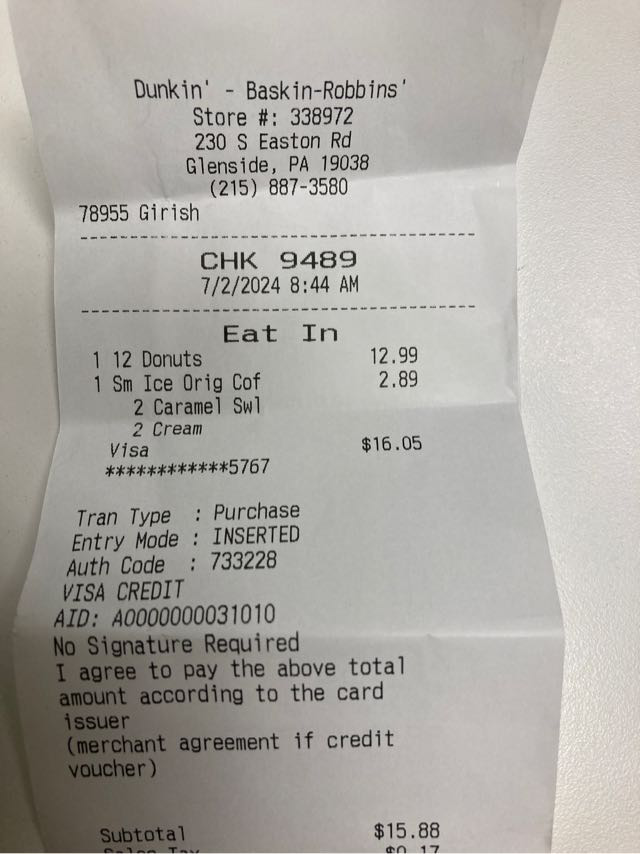 Dunkin' - Baskin-Robbins'
Store #: 338972
230 S Easton Rd
Glenside, PA 19038
(215) 887-3580
78955 Girish
CHK 9489
7/2/2024 8:44 AM
Eat In
1 12 Donuts 12.99
1 Sm Ice Orig Cof 2.89
2 Caramel Swl
2 Cream
Visa $16.05
************5767
Tran Type : Purchase
Entry Mode : INSERTED
Auth Code : 733228
VISA CREDIT
AID: A0000000031010
No Signature Required
I agree to pay the above total
amount according to the card
issuer
(merchant agreement if credit
voucher)
Subtotal $15.88
Sales Tax $0.17